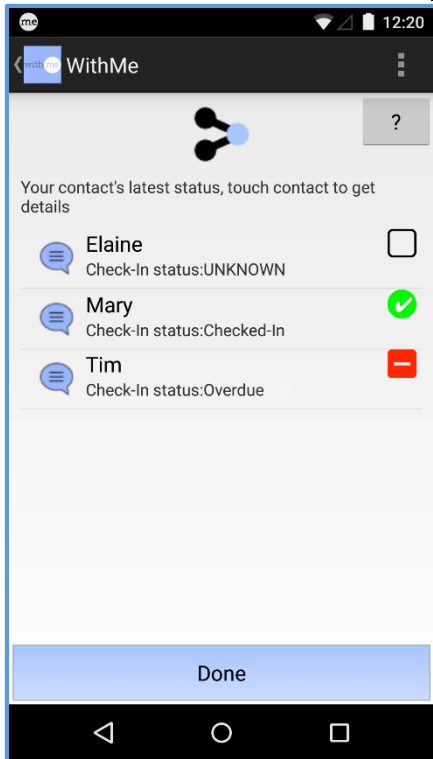 me
12:20
with me
WithMe
?
Your contact's latest status, touch contact to get
details
Elaine
Check-In status:UNKNOWN
Mary
Check-In status:Checked-In
Tim
Check-In status:Overdue
Done